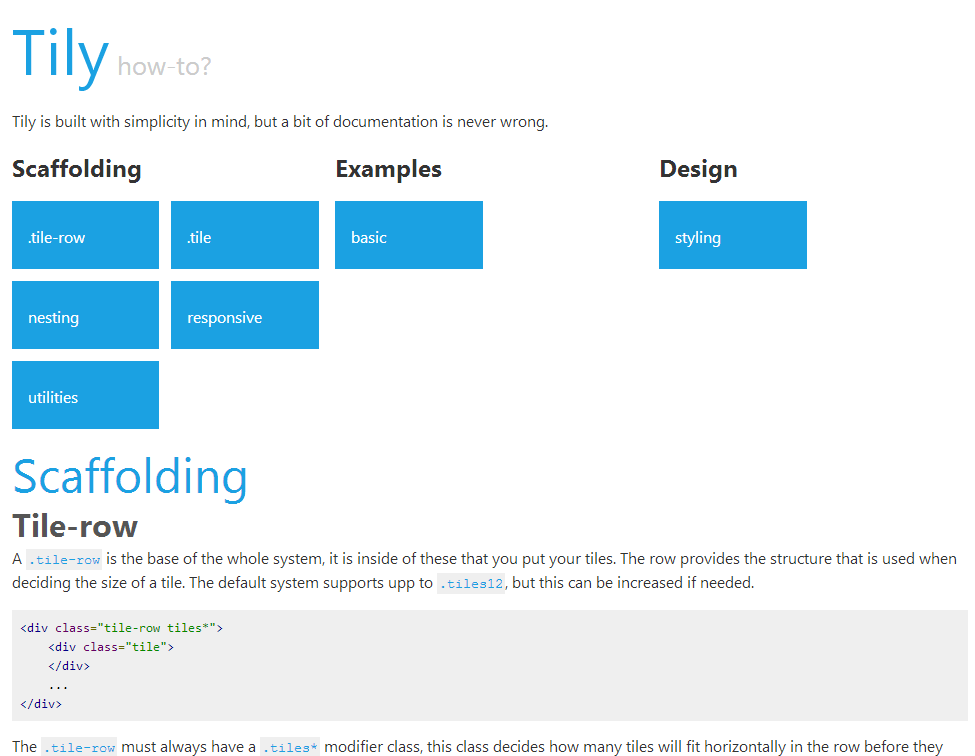 Tily how-to?
Tily is built with simplicity in mind, but a bit of documentation is never wrong.
Scaffolding
.tile-row .tile
nesting responsive
utilities
Examples
basic
Design
styling
Scaffolding
Tile-row
A .tile-row is the base of the whole system, it is inside of these that you put your tiles. The row provides the structure that is used when
deciding the size of a tile. The default system supports upp to .tiles12, but this can be increased if needed.
<div class="tile-row tiles*">
    <div class="tile">
    </div>
    ...
</div>
The .tile-row must always have a .tiles* modifier class, this class decides how many tiles will fit horizontally in the row before they